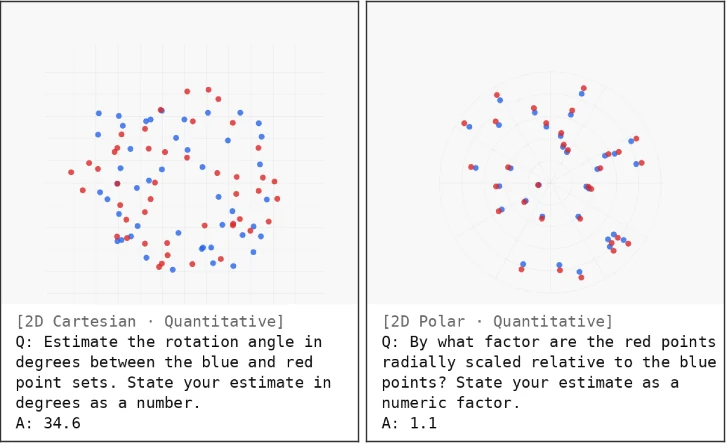 [2D Cartesian · Quantitative]
Q: Estimate the rotation angle in
degrees between the blue and red
point sets. State your estimate in
degrees as a number.
A: 34.6
[2D Polar · Quantitative]
Q: By what factor are the red points
radially scaled relative to the blue
points? State your estimate as a
numeric factor.
A: 1.1